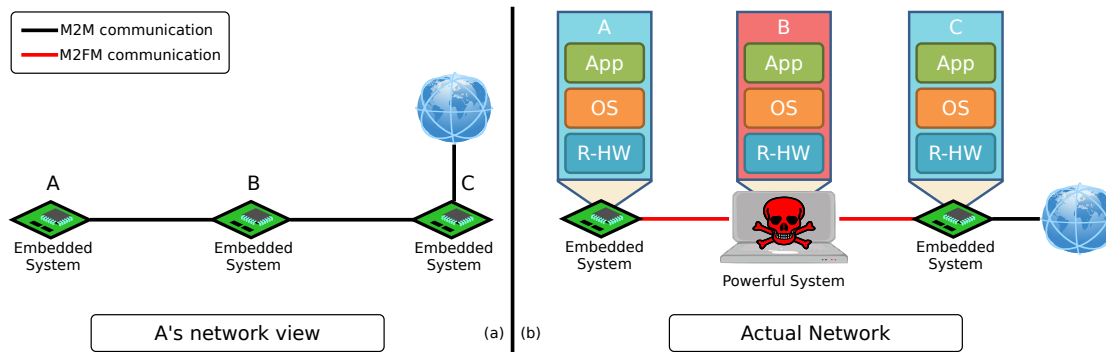 M2M communication
M2FM communication
A
B
C
Embedded
System
Embedded
System
Embedded
System
A's network view
(a)
(b)
A
App
OS
R-HW
B
App
OS
R-HW
C
App
OS
R-HW
Embedded
System
Powerful System
Embedded
System
Actual Network